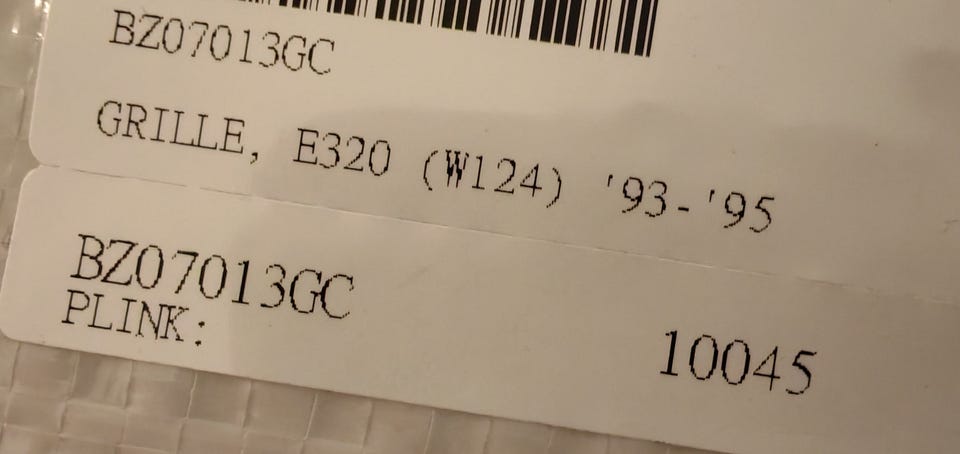 BZ07013GC
GRILLE, E320 (W124) '93-'95
BZ07013GC
PLINK:
10045